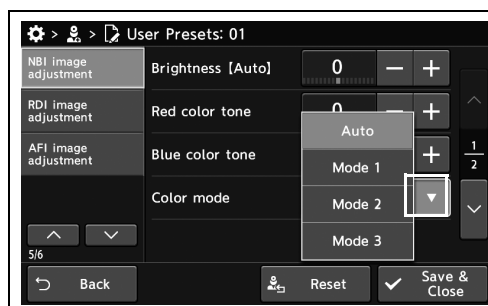 > > User Presets: 01
NBI image
adjustment
Brightness [Auto]
0
− +
RDI image
adjustment
Red color tone
0
− +
AFI image
adjustment
Blue color tone
+
Color mode
Auto
Mode 1
Mode 2
Mode 3
1
2
5/6
Back
Reset
Save &
Close